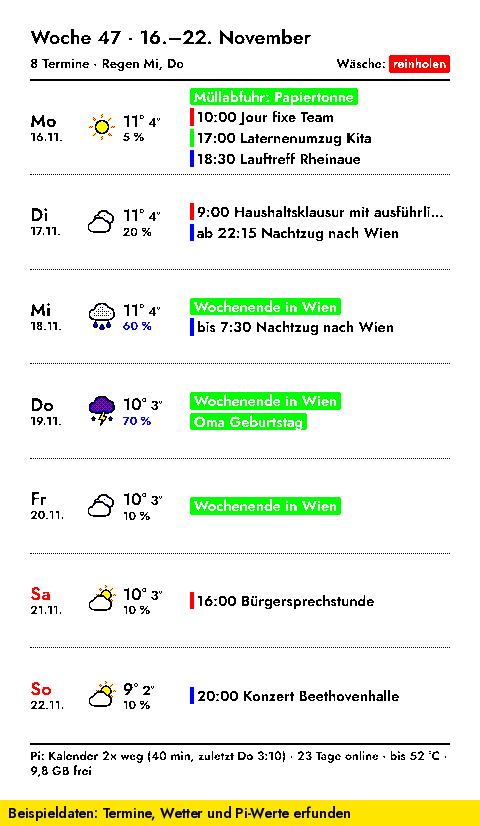 Woche 47 · 16.–22. November
8 Termine · Regen Mi, Do
Wäsche: reinholen
Mo
16.11.
11° 4°
5 %
Müllabfuhr: Papiertonne
10:00 Jour fixe Team
17:00 Laternenumzug Kita
18:30 Lauftreff Rheinaue
Di
17.11.
11° 4°
20 %
9:00 Haushaltsklausur mit ausführli...
ab 22:15 Nachtzug nach Wien
Mi
18.11.
11° 4°
60 %
Wochenende in Wien
bis 7:30 Nachtzug nach Wien
Do
19.11.
10° 3°
70 %
Wochenende in Wien
Oma Geburtstag
Fr
20.11.
10° 3°
10 %
Wochenende in Wien
Sa
21.11.
10° 3°
10 %
16:00 Bürgersprechstunde
So
22.11.
9° 2°
10 %
20:00 Konzert Beethovenhalle
Pi: Kalender 2x weg (40 min, zuletzt Do 3:10) · 23 Tage online · bis 52 °C ·
9,8 GB frei
Beispieldaten: Termine, Wetter und Pi-Werte erfunden